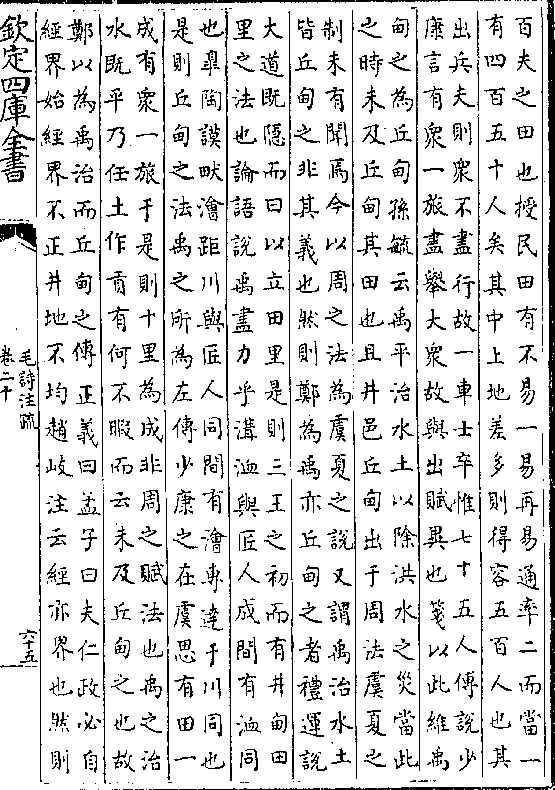 百夫之田也授民田有不易一易再易通率二而當一
有四百五十人矣其中上地差多則得容五百人也其
出兵夫則衆不盡行故一車士卒惟七十五人傳說少
康言有衆一旅盡舉大衆故與出賦異也箋以此維禹
甸之為丘甸孫毓云禹平治水土以除洪水之災當此
之時未及丘甸其田也且井邑丘甸出于周法虞夏之
制未有聞焉今以周之法為虞夏之說又謂禹治水土
皆丘甸之非其義也然則鄭為禹亦丘甸之者禮運說
大道既隱而曰以立田里是則三王之初而有井甸田
里之法也論語說禹盡力乎溝洫與匠人成間有洫同
也臯陶謨畎澮距川與匠人同間有澮專達于川同也
是則丘甸之法禹之所為左傳少康之在虞思有田一
成有衆一旅于是則十里為成非周之賦法也禹之治
水既平乃任土作貢有何不暇而云未及丘甸之也故
鄭以為禹治而丘甸之傳正義曰孟子曰夫仁政必自
經界始經界不正井地不均趙岐注云經亦界也然則
欽定四庫全書
毛詩注疏
卷二十
六十五